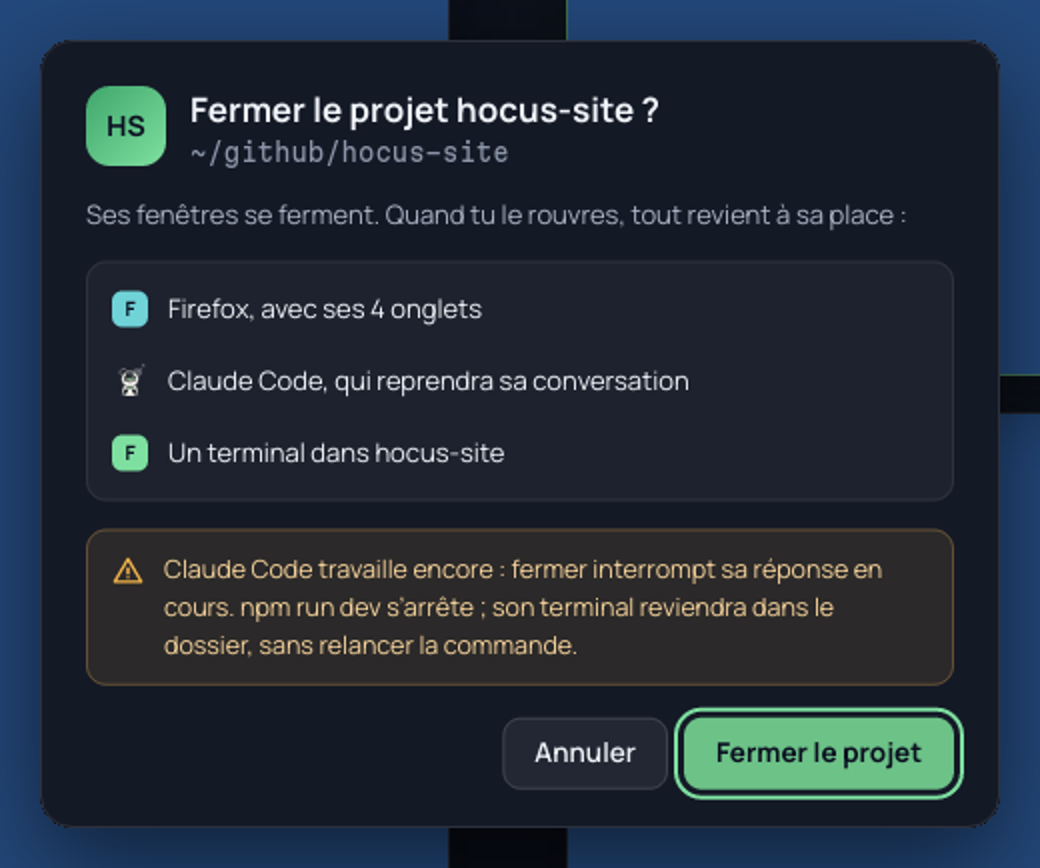 HS
Fermer le projet hocus-site ?
~/github/hocus-site
Ses fenêtres se ferment. Quand tu le rouvres, tout revient à sa place :
F
Firefox, avec ses 4 onglets
Claude Code, qui reprendra sa conversation
F
Un terminal dans hocus-site
Claude Code travaille encore : fermer interrompt sa réponse en
cours. npm run dev s'arrête ; son terminal reviendra dans le
dossier, sans relancer la commande.
Annuler
Fermer le projet